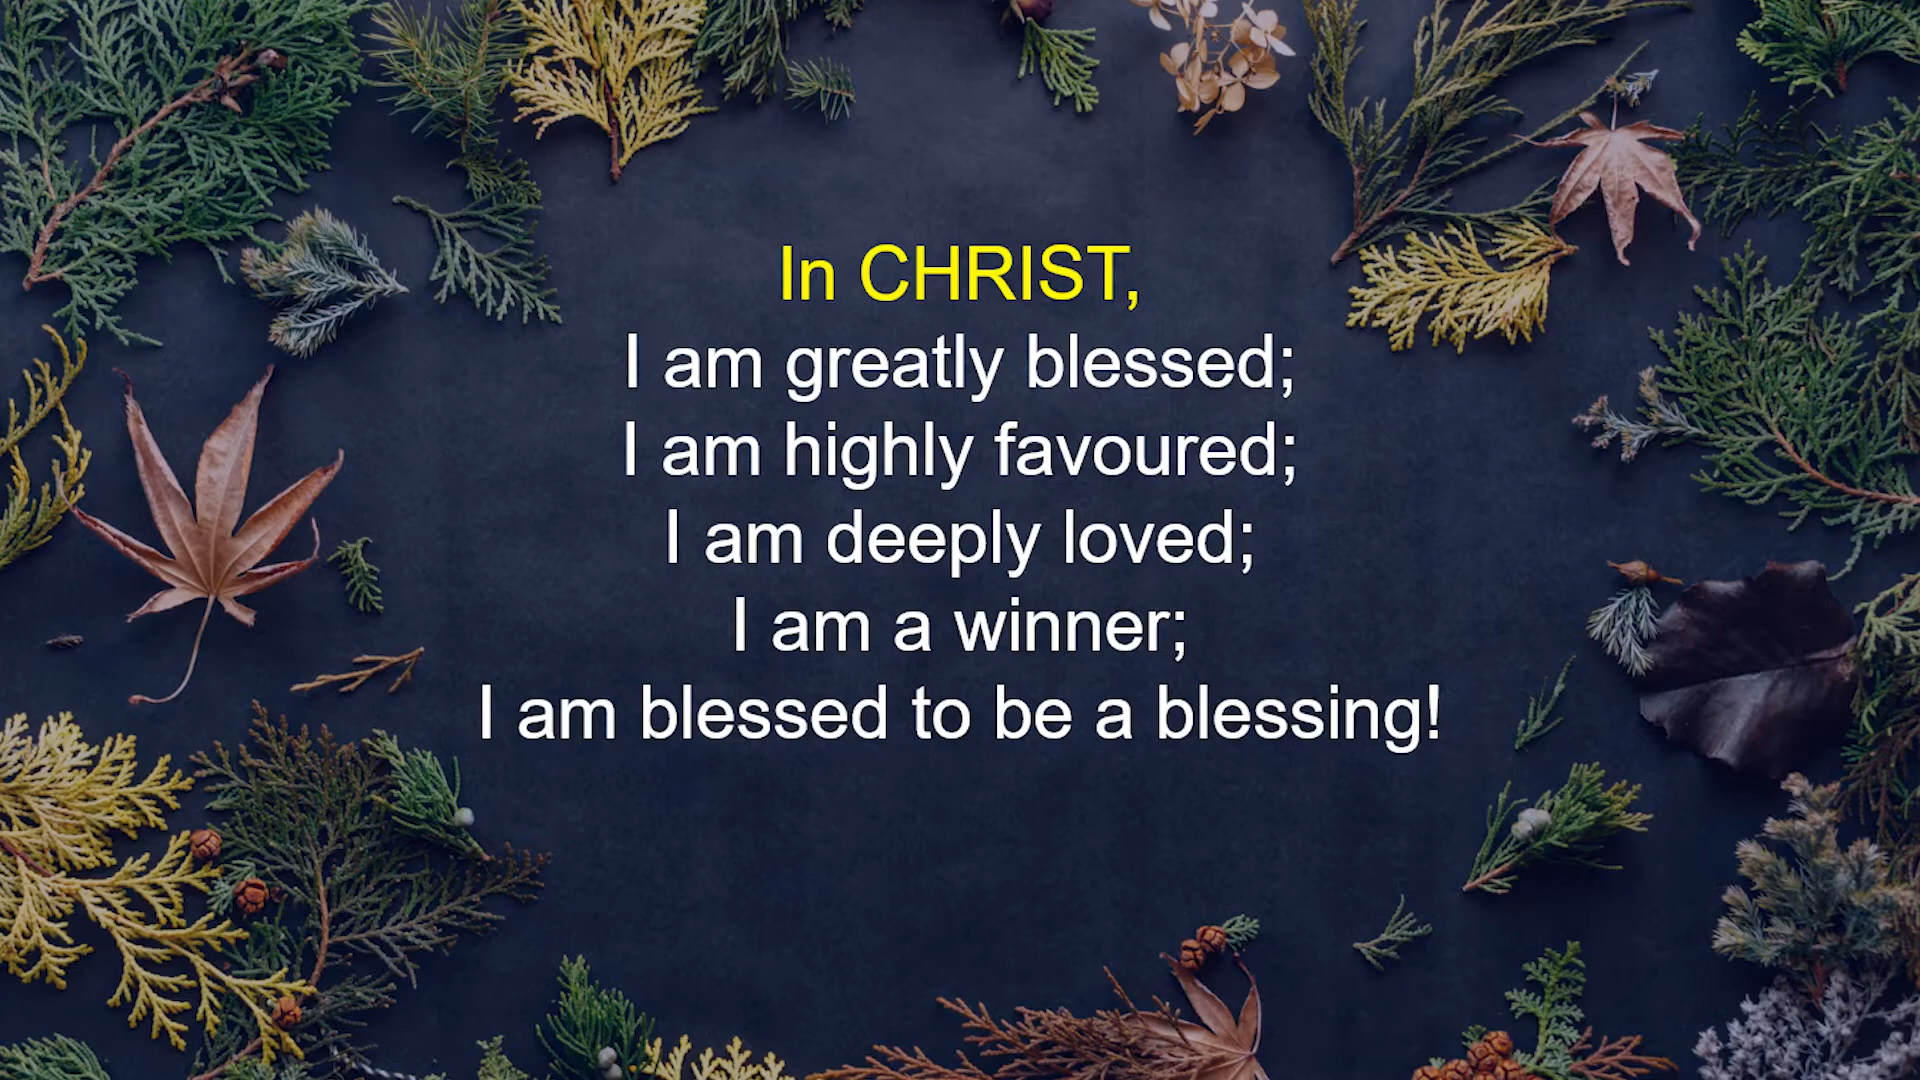 In CHRIST,
I am greatly blessed;
I am highly favoured;
I am deeply loved;
I am a winner;
I am blessed to be a blessing!